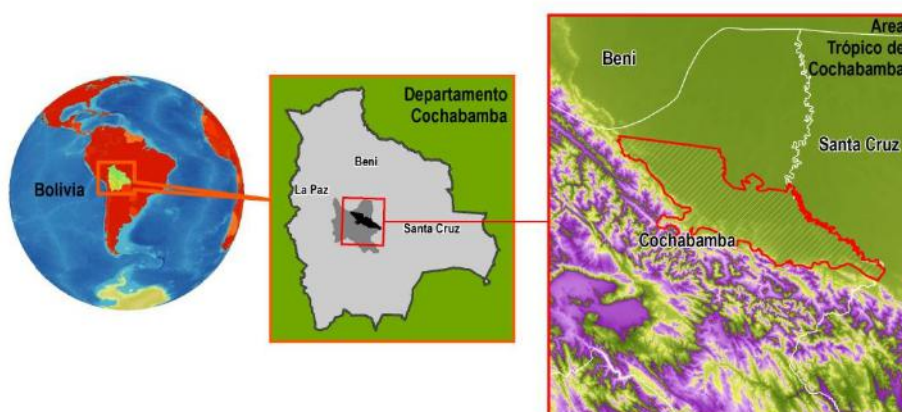 Bolivia
Departamento
Cochabamba
Beni
La Paz
Santa Cruz
Area
Trópico de
Cochabamba
Beni
Santa Cruz
Cochabamba